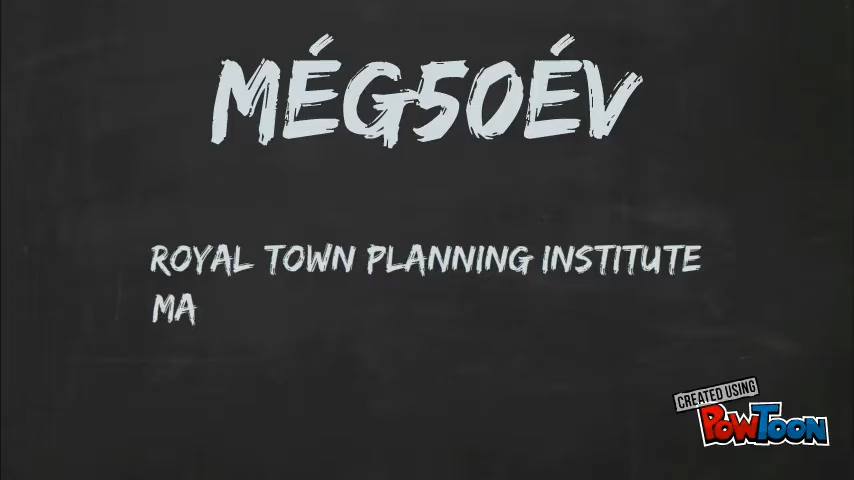 MÉG50ÉV
ROYAL TOWN PLANNING INSTITUTE
MA
CREATED USING
POWTOON